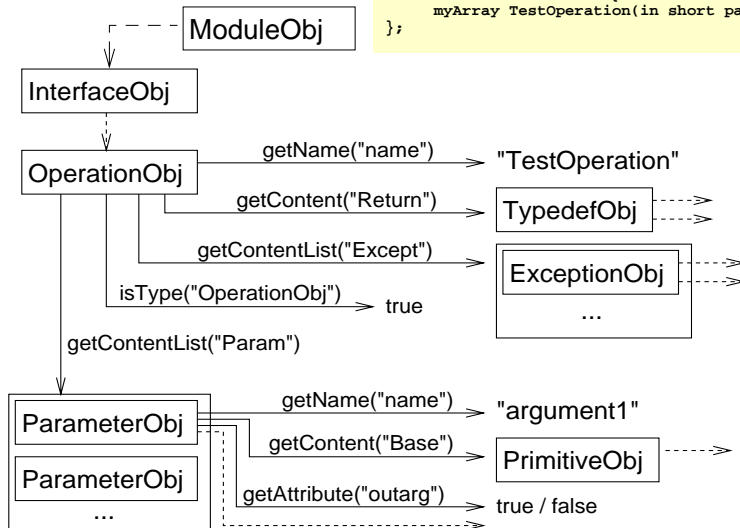 myArray TestOperation(in short pa
};
ModuleObj
InterfaceObj
OperationObj
getName("name")
"TestOperation"
getContent("Return")
TypedefObj
getContentList("Except")
ExceptionObj
...
isType("OperationObj")
true
getContentList("Param")
ParameterObj
getName("name")
"argument1"
getContent("Base")
PrimitiveObj
ParameterObj
...
getAttribute("outarg")
true / false